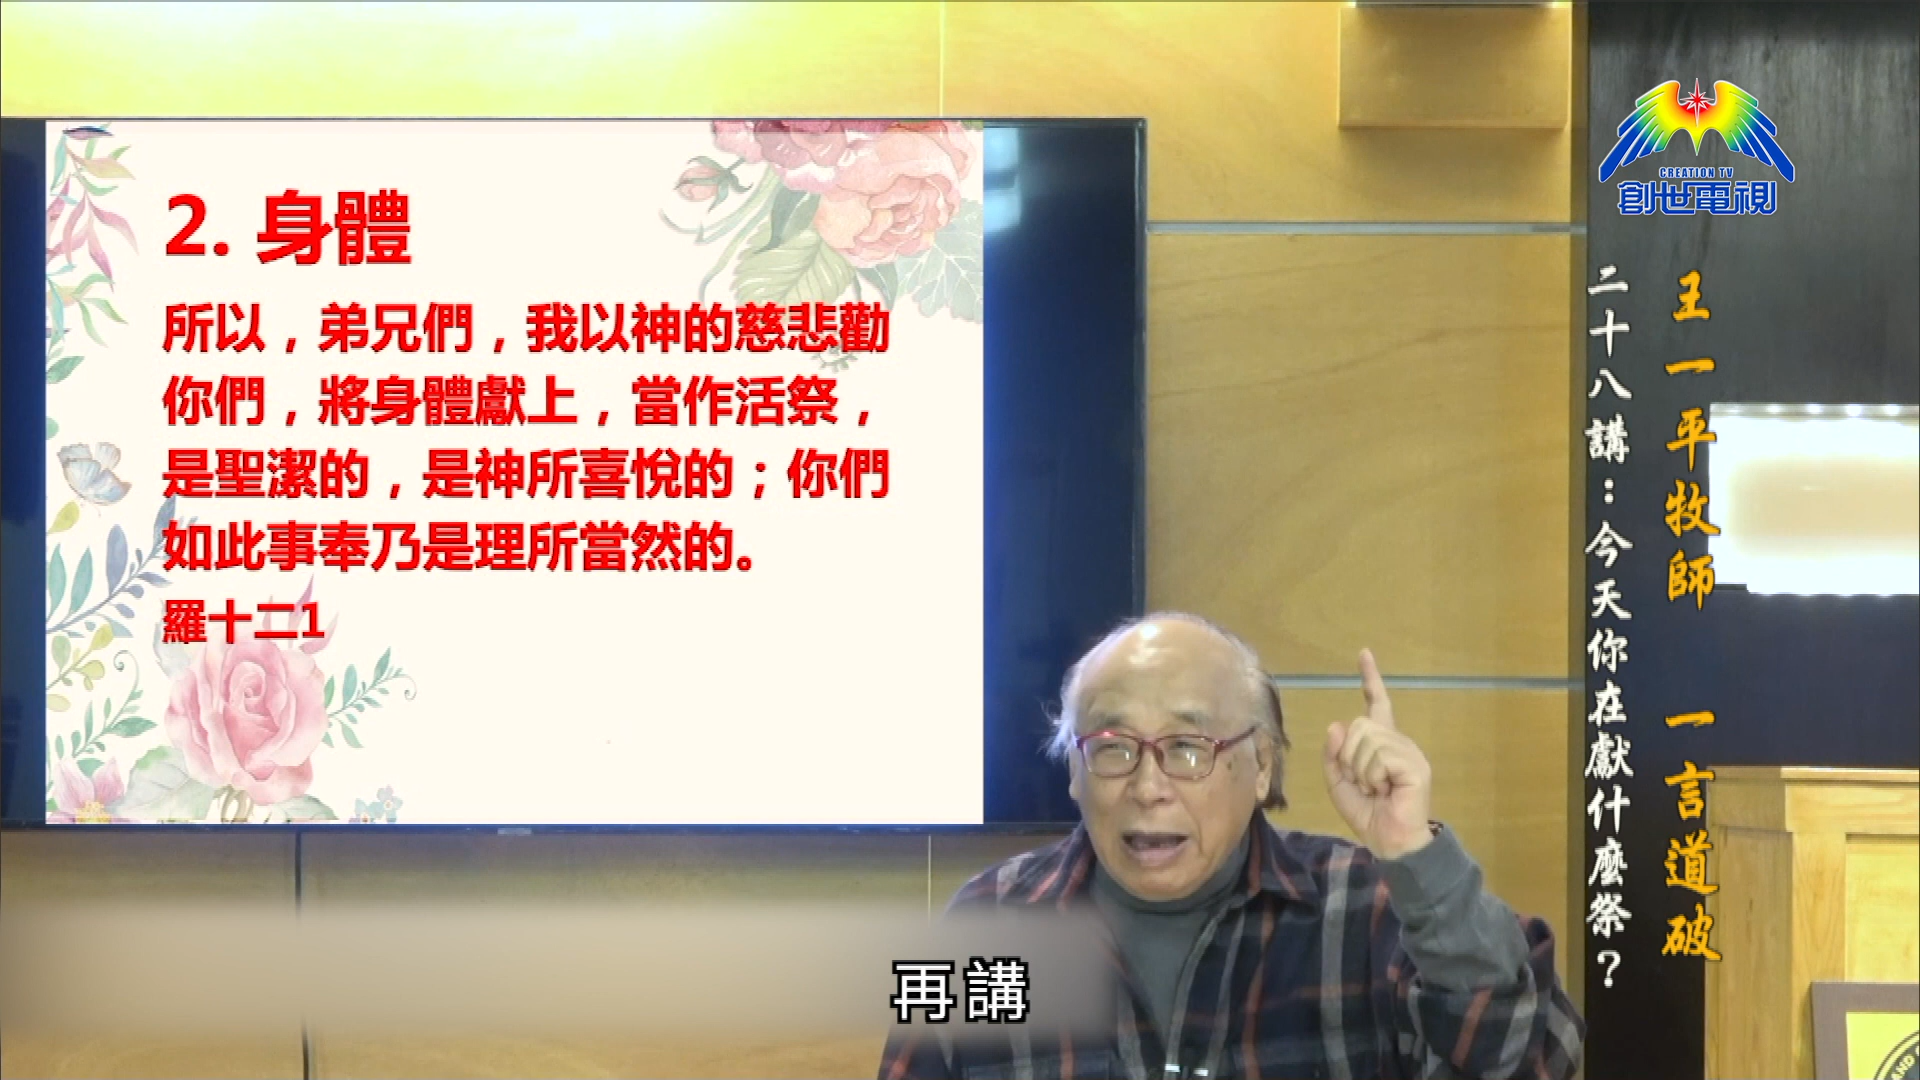 2. 身體
所以，弟兄們，我以神的慈悲勸
你們，將身體獻上，當作活祭，
是聖潔的，是神所喜悅的；你們
如此事奉乃是理所當然的。
羅十二1
CREATION TV
創世電視
王一平牧師　一言道破
二十八講：今天你在獻什麼祭？
再講
AND